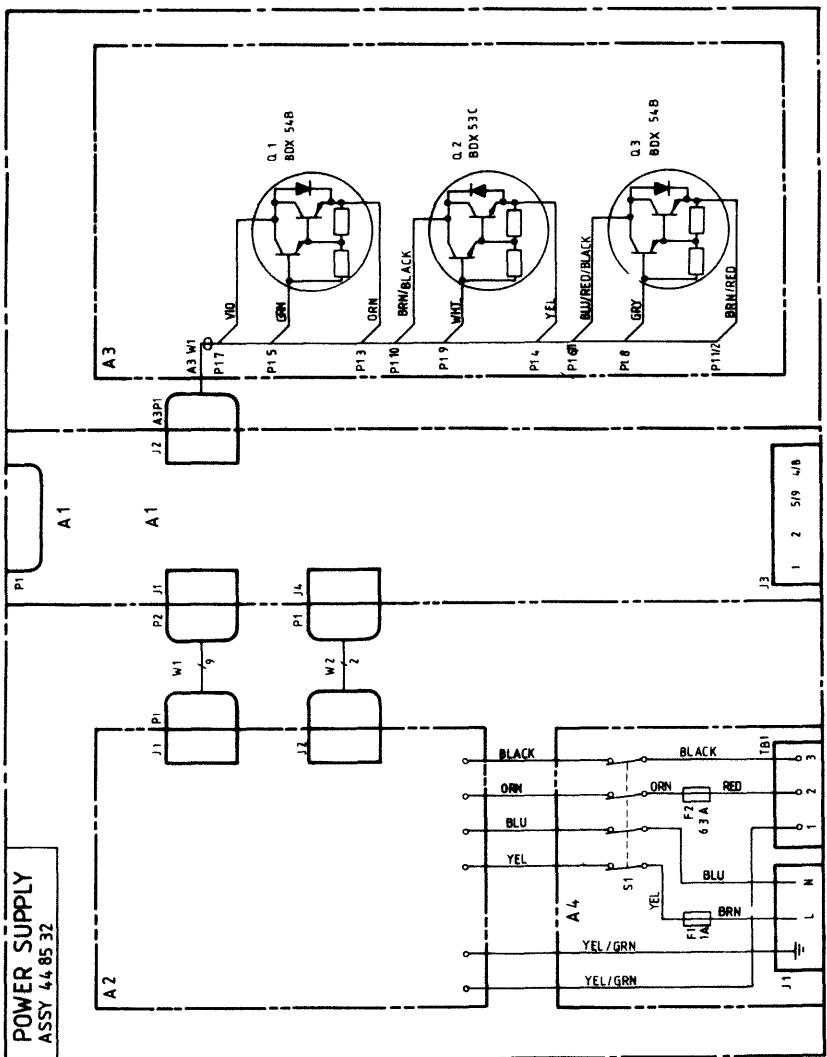 POWER SUPPLY
ASSY 44 85 32
A3
A3 W1
P1 7
P1 5
P1 3
P1 10
P1 9
P1 4
P1 8
P11/2
VIO
GRN
ORN
BRN/BLACK
WHT
YEL
BLU/RED/BLACK
GRY
BRN/RED
Q1
BDX 54B
Q2
BDX 53C
Q3
BDX 54B
J2
A3P1
A1
A1
P1
J3
1 2 5/9 4/8
P2
J1
P1
J4
W1
9
W2
2
J1
P1
J2
A2
BLACK
ORN
BLU
YEL
YEL/GRN
YEL/GRN
A4
S1
BLACK
ORN
RED
F2
6 3 A
BLU
YEL
BRN
F1
1A
TB1
3
2
1
N
L
J1